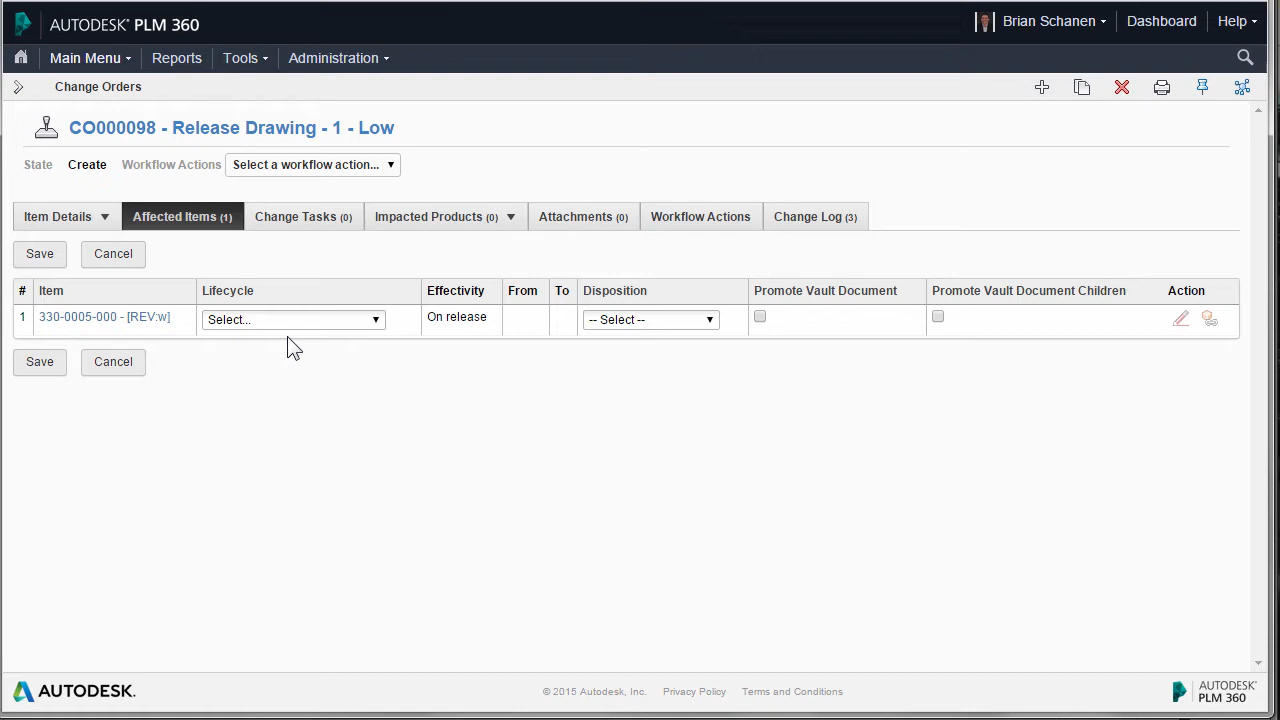 AUTODESK® PLM 360
Brian Schanen
Dashboard
Help
Main Menu
Reports
Tools
Administration
Change Orders
CO000098 - Release Drawing - 1 - Low
State Create Workflow Actions Select a workflow action...
Item Details
Affected Items (1)
Change Tasks (0)
Impacted Products (0)
Attachments (0)
Workflow Actions
Change Log (3)
Save Cancel
# Item Lifecycle Effectivity From To Disposition Promote Vault Document Promote Vault Document Children Action
1 330-0005-000 - [REV:w] Select... On release -- Select --
Save Cancel
AUTODESK.
© 2015 Autodesk, Inc. Privacy Policy Terms and Conditions
AUTODESK®
PLM 360